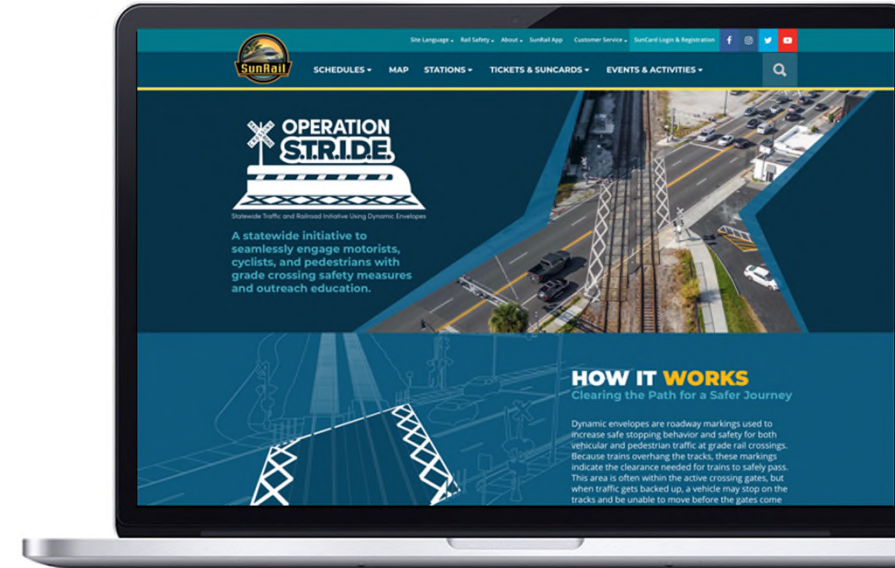 Site Language Rail Safety About SunRail App Customer Service SunCard Login & Registration
SunRail
SCHEDULES MAP STATIONS TICKETS & SUNCARDS EVENTS & ACTIVITIES
OPERATION
S.T.R.I.D.E.
Statewide Traffic and Railroad Initiative Using Dynamic Envelopes
A statewide initiative to
seamlessly engage motorists,
cyclists, and pedestrians with
grade crossing safety measures
and outreach education.
HOW IT WORKS
Clearing the Path for a Safer Journey
Dynamic envelopes are roadway markings used to
increase safe stopping behavior and safety for both
vehicular and pedestrian traffic at grade rail crossings.
Because trains overhang the tracks, these markings
indicate the clearance needed for trains to safely pass.
This area is often within the active crossing gates, but
when traffic gets backed up, a vehicle may stop on the
tracks and be unable to move before the gates come